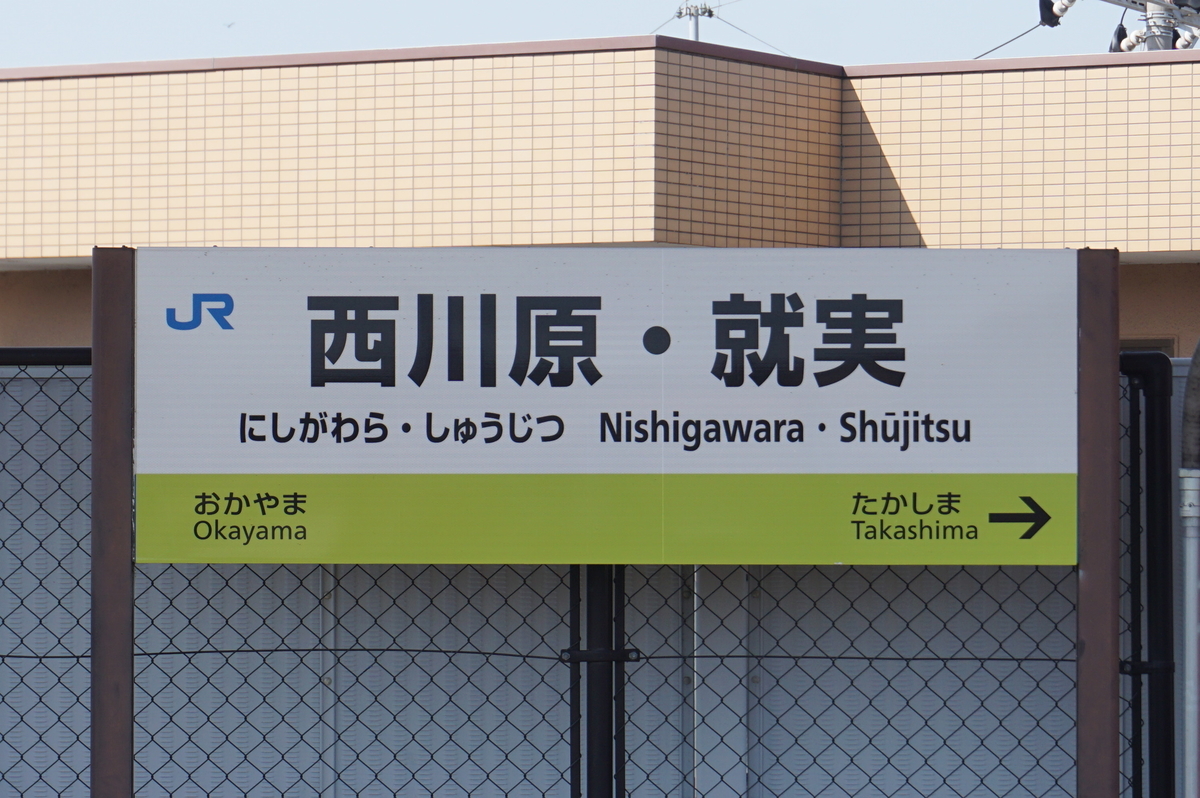 JR
西川原・就実
にしがわら・しゅうじつ Nishigawara・Shūjitsu
おかやま
Okayama
たかしま
Takashima →